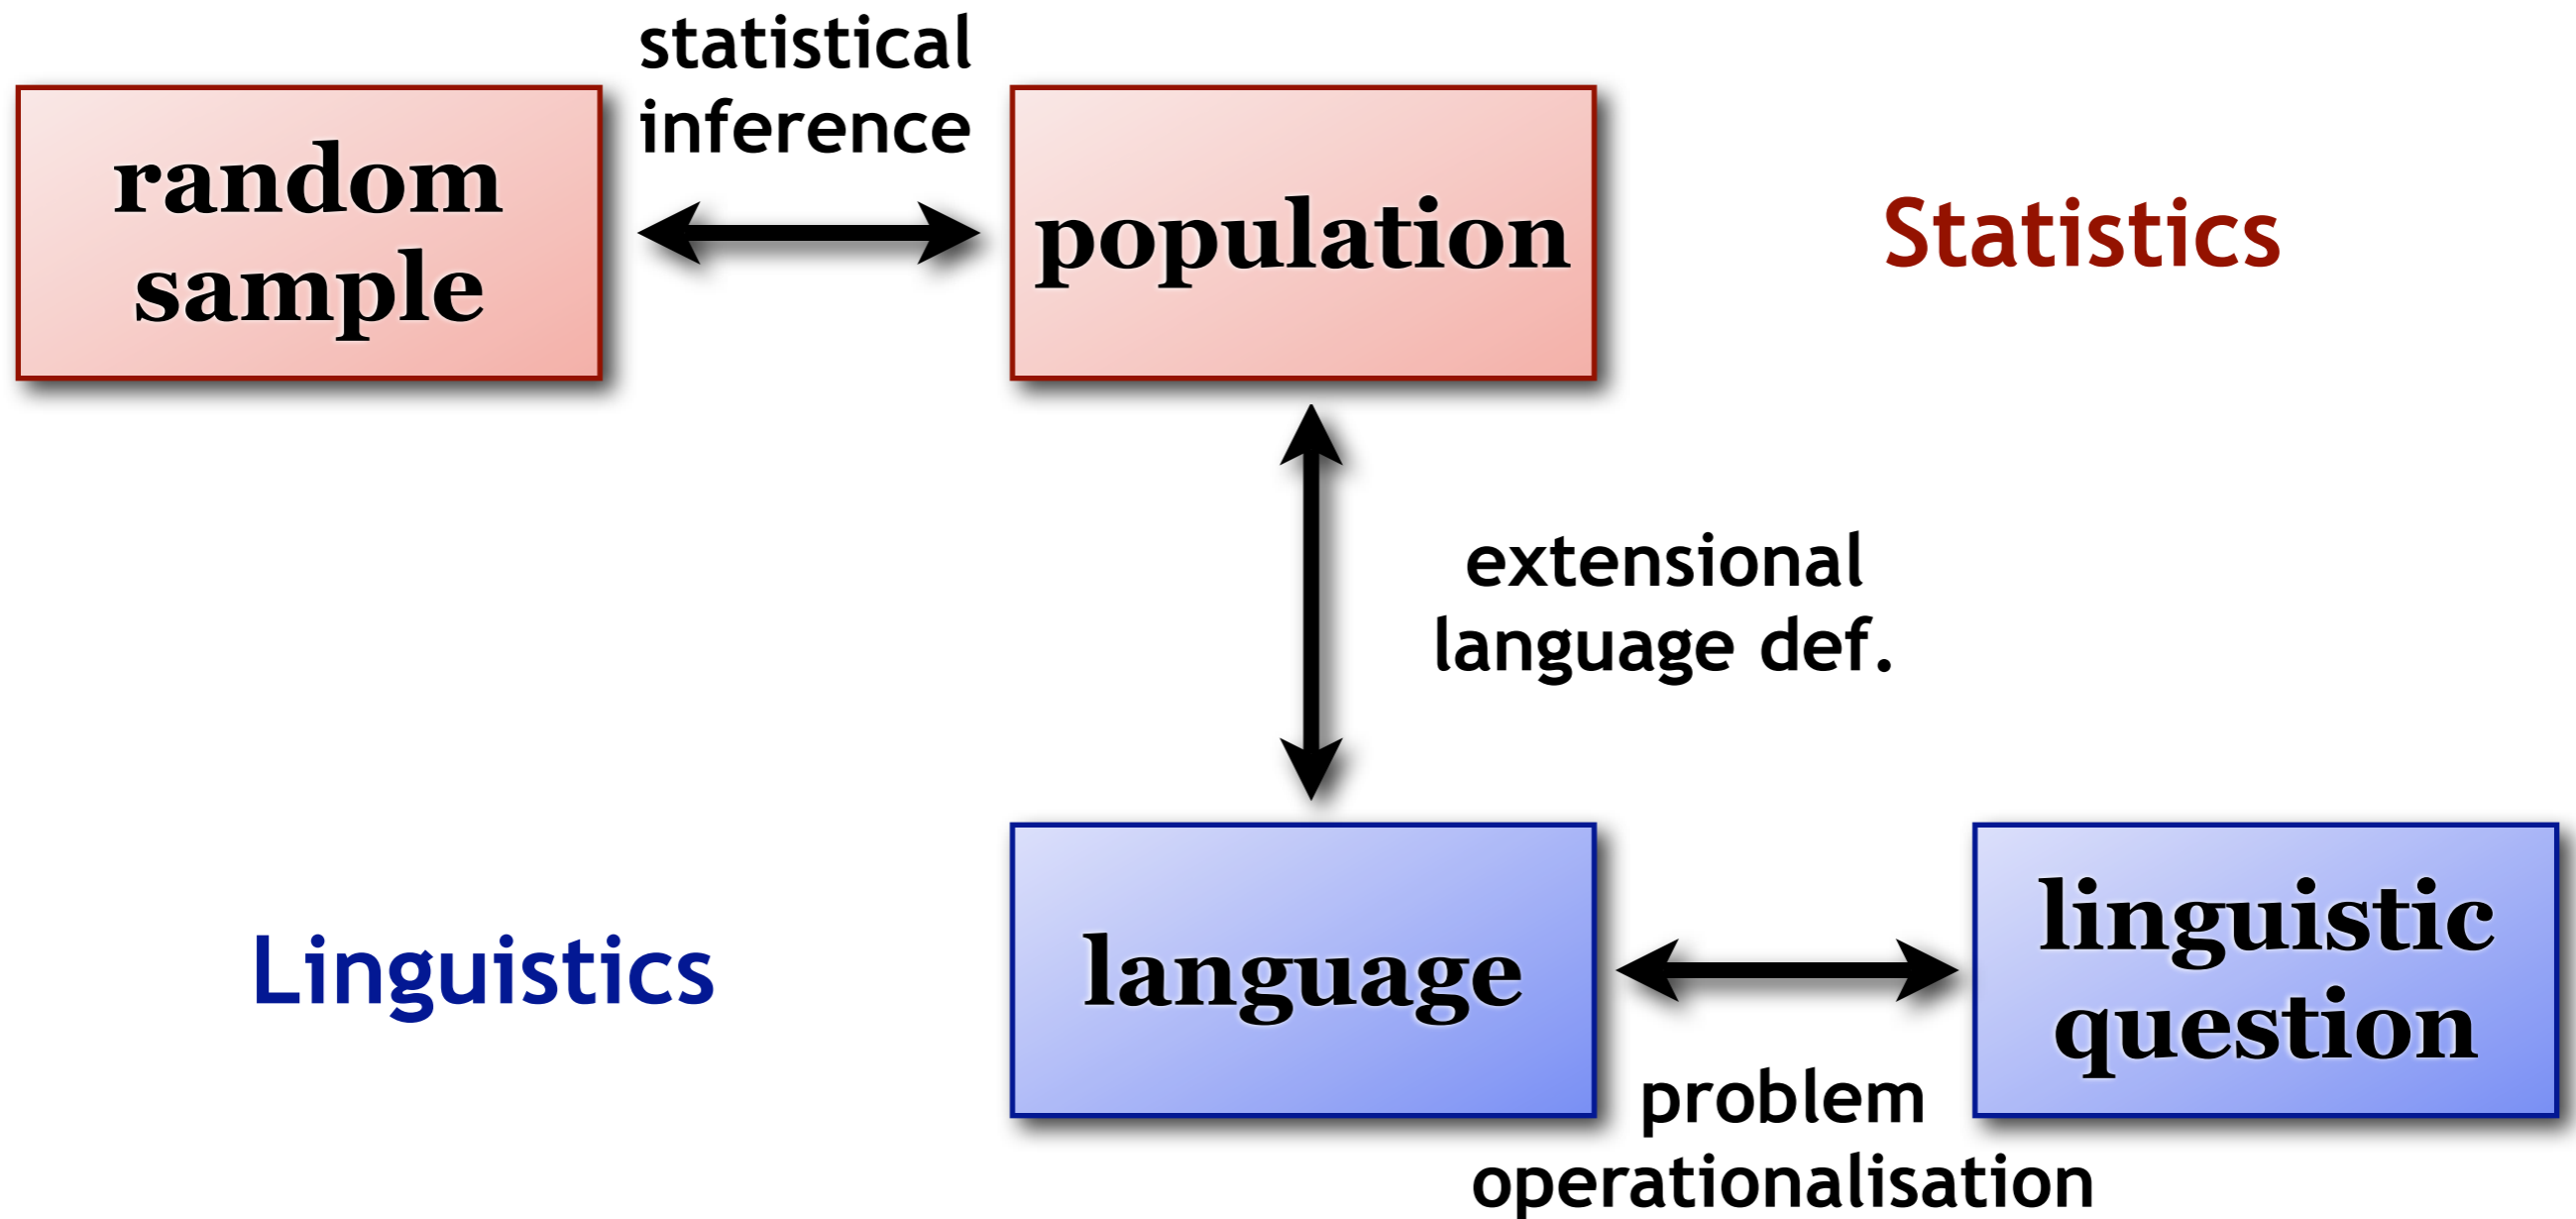 statistical
inference
random
sample
population
Statistics
extensional
language def.
Linguistics
language
linguistic
question
problem
operationalisation